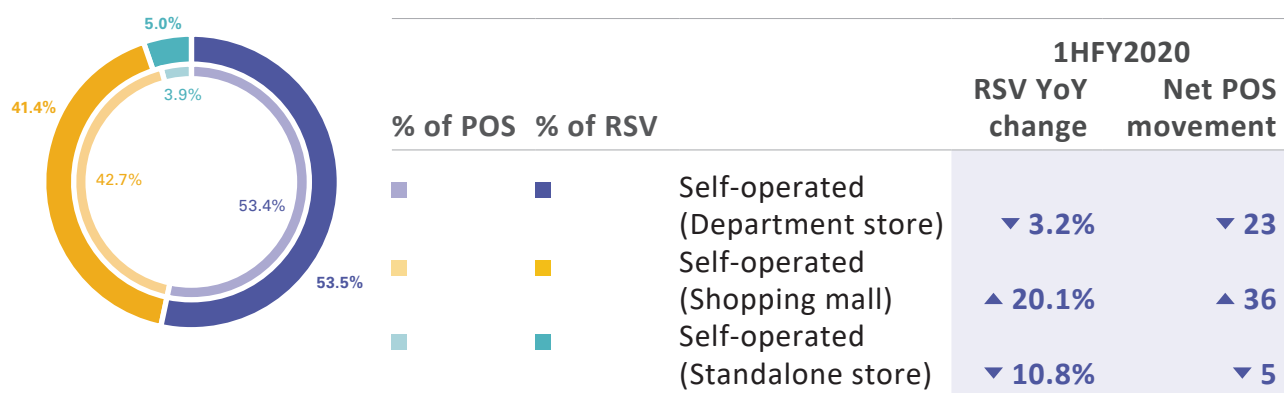 5.0%
3.9%
41.4%
42.7%
53.4%
53.5%
1HFY2020
% of POS % of RSV RSV YoY change Net POS movement
Self-operated
(Department store) ▼ 3.2% ▼ 23
Self-operated
(Shopping mall) ▲ 20.1% ▲ 36
Self-operated
(Standalone store) ▼ 10.8% ▼ 5